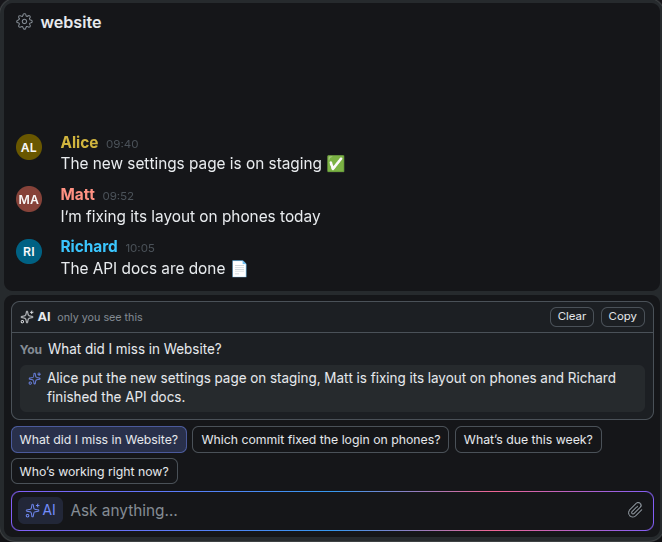 website
AL Alice 09:40
The new settings page is on staging ✅
MA Matt 09:52
I'm fixing its layout on phones today
RI Richard 10:05
The API docs are done 📄
AI only you see this Clear Copy
You What did I miss in Website?
Alice put the new settings page on staging, Matt is fixing its layout on phones and Richard
finished the API docs.
What did I miss in Website? Which commit fixed the login on phones? What's due this week?
Who's working right now?
AI Ask anything...